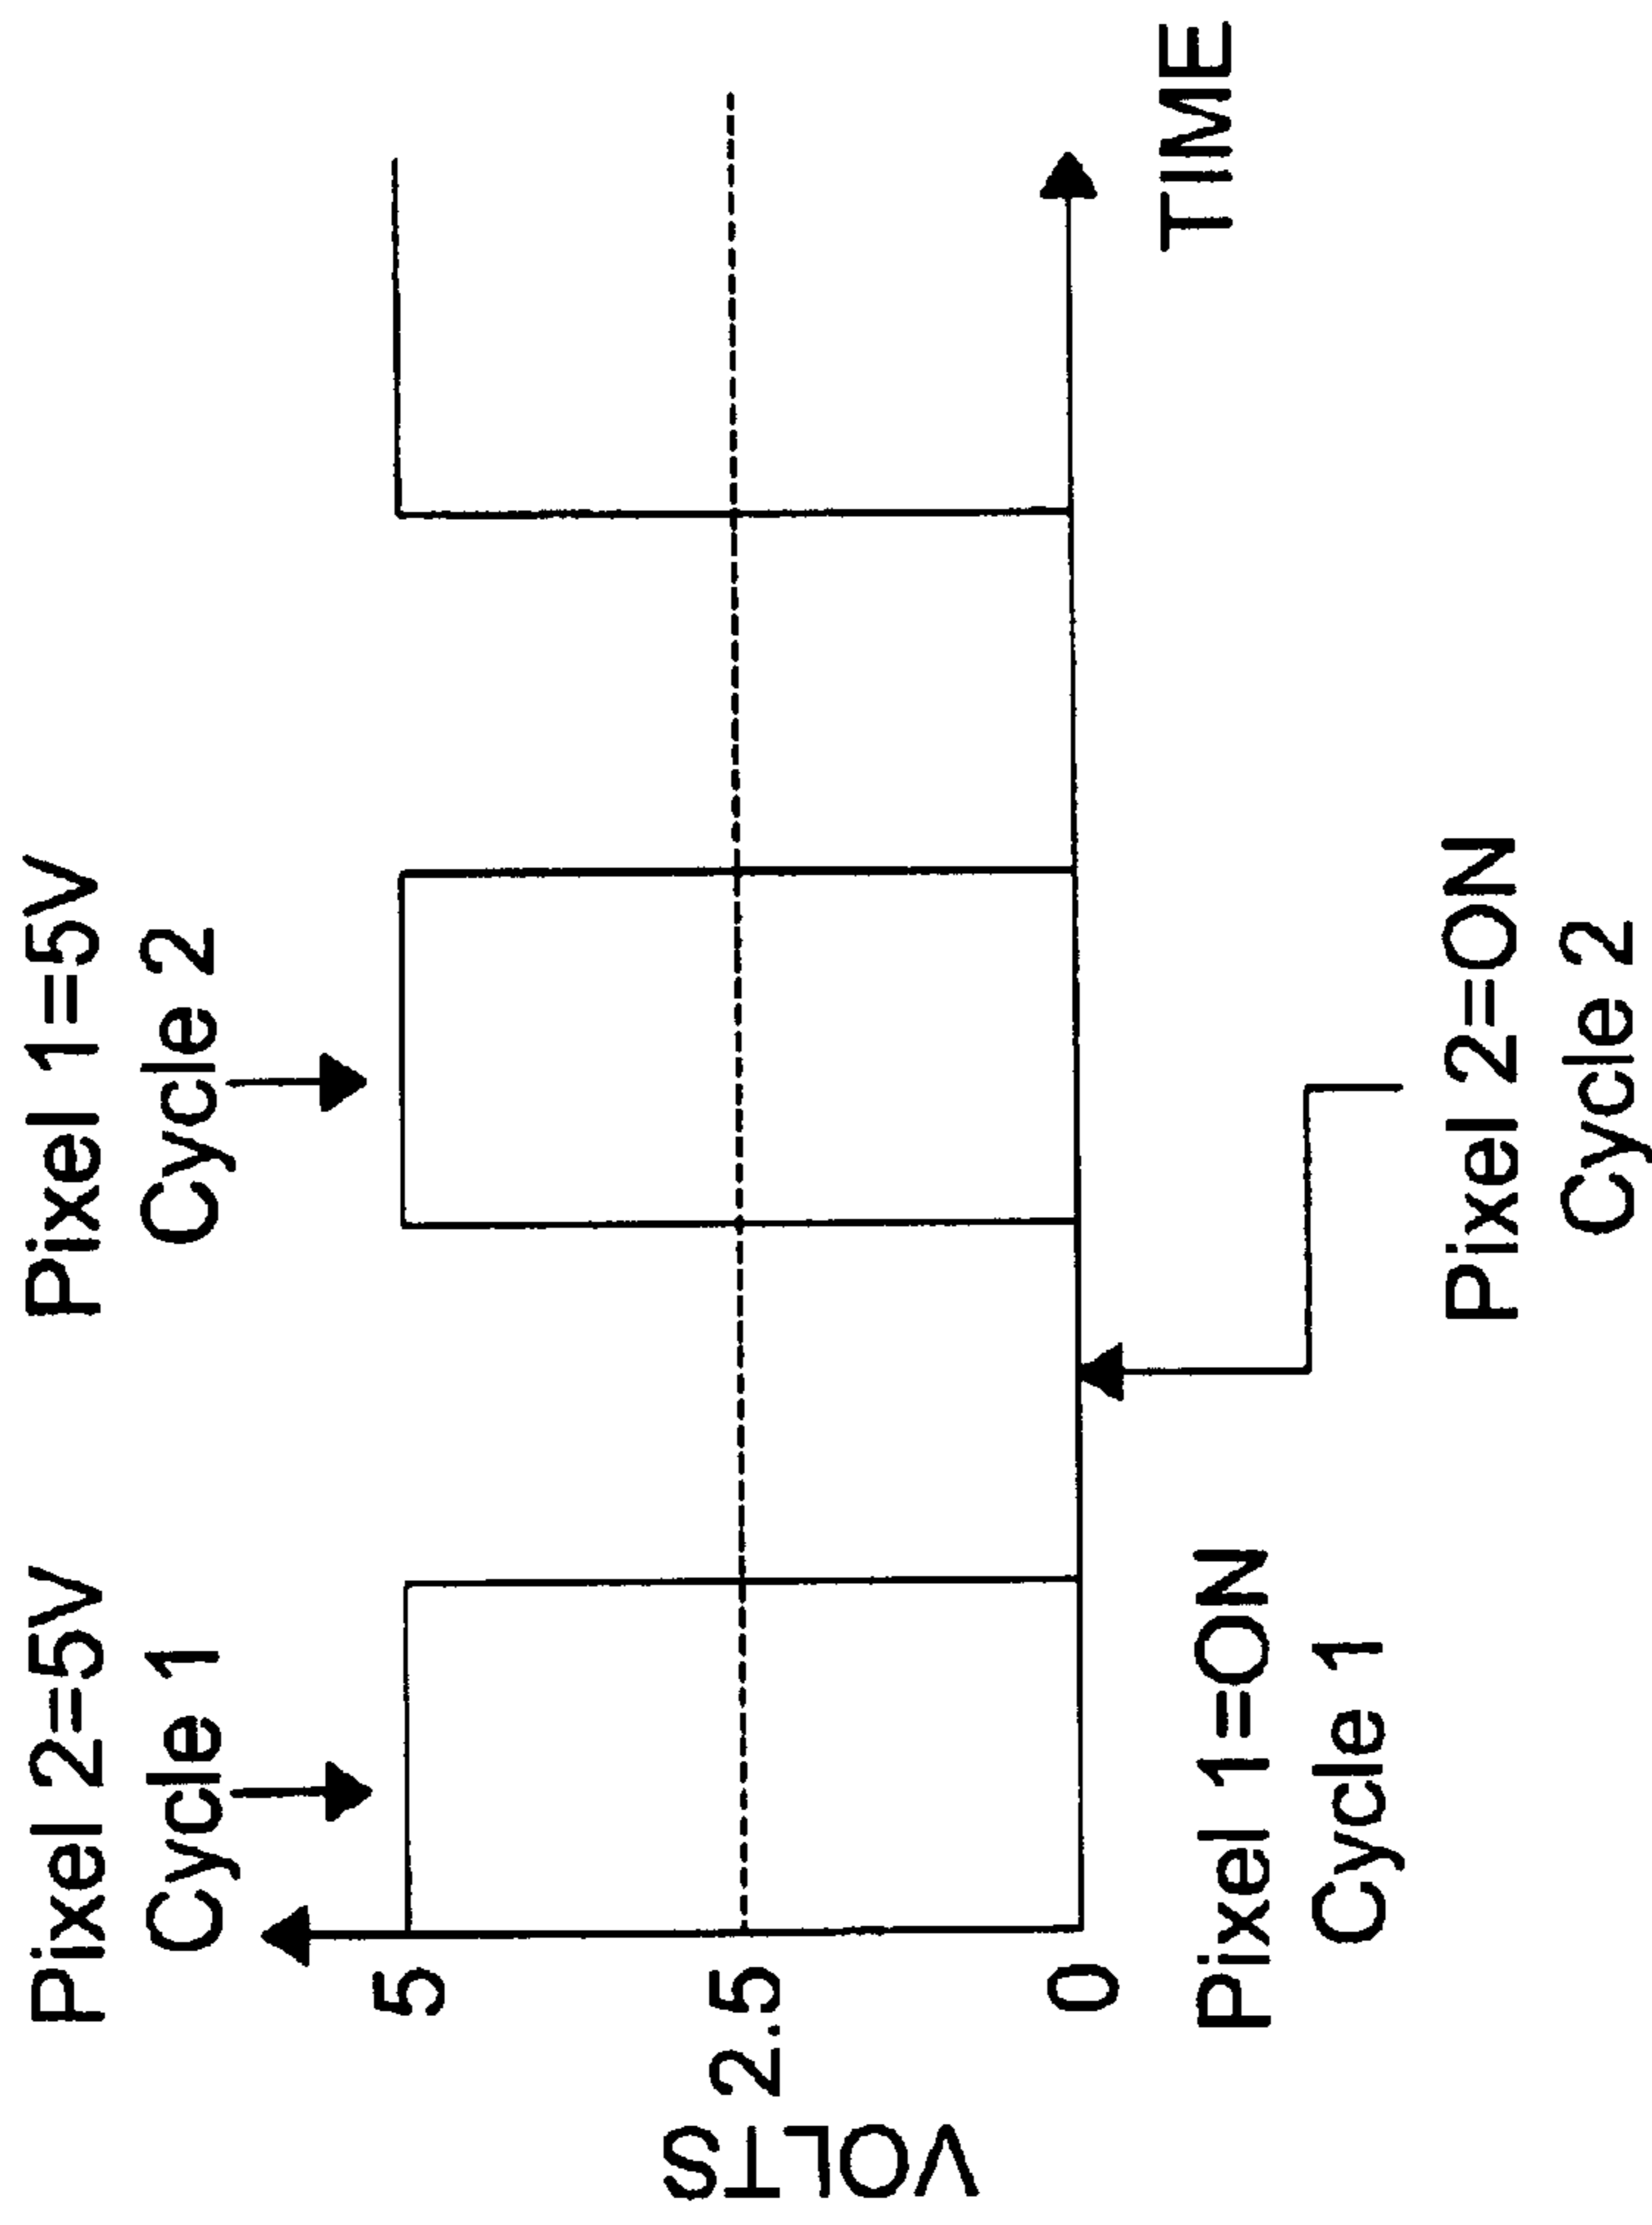 Pixel 2=5V
Cycle 1
Pixel 1=5V
Cycle 2
VOLTS
5
2.5
0
TIME
Pixel 1=ON
Cycle 1
Pixel 2=ON
Cycle 2